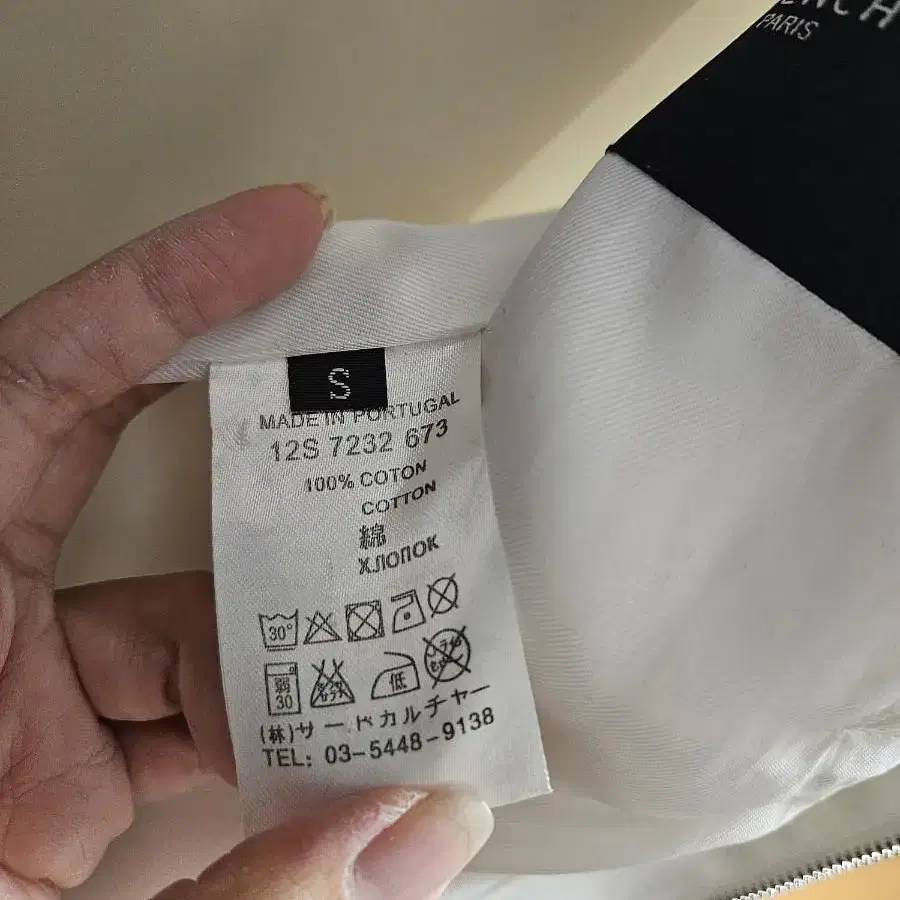 PARIS
S
MADE IN PORTUGAL
12S 7232 673
100% COTON
COTTON
綿
ХЛОПОК
30°
弱
30
低
(株)サードカルチャー
TEL: 03-5448-9138